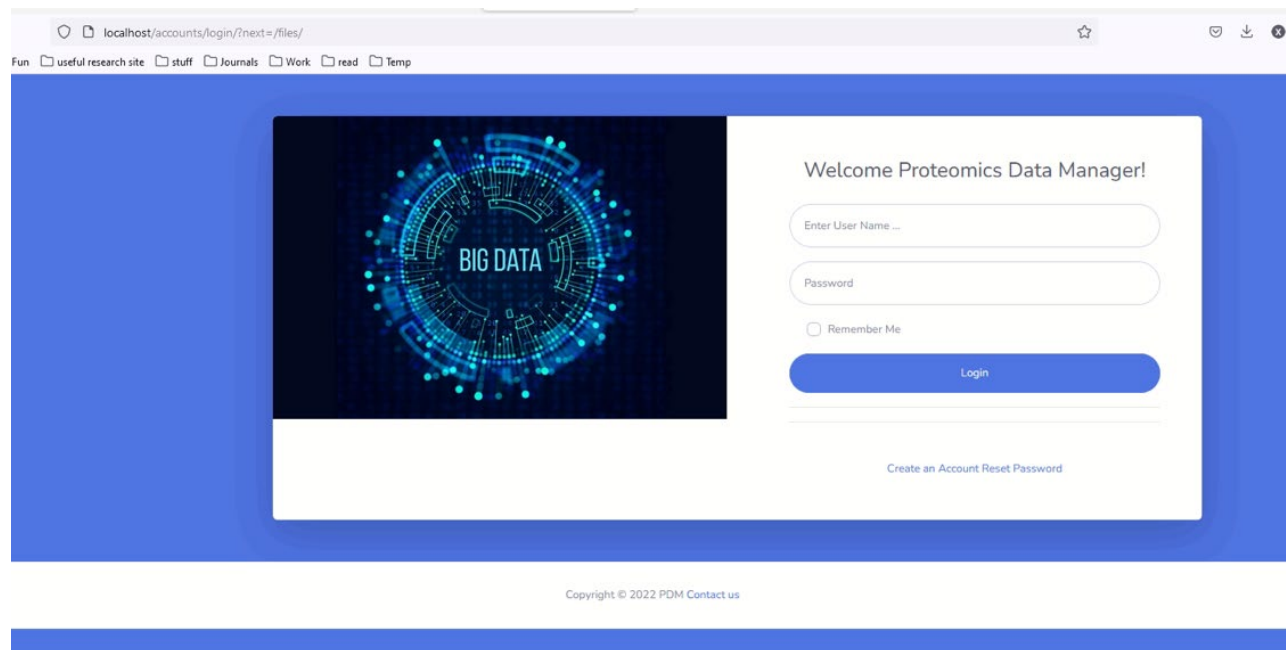 localhost/accounts/login/?next=/files/
Fun useful research site stuff Journals Work read Temp
BIG DATA
Welcome Proteomics Data Manager!
Enter User Name ...
Password
Remember Me
Login
Create an Account Reset Password
Copyright © 2022 PDM Contact us